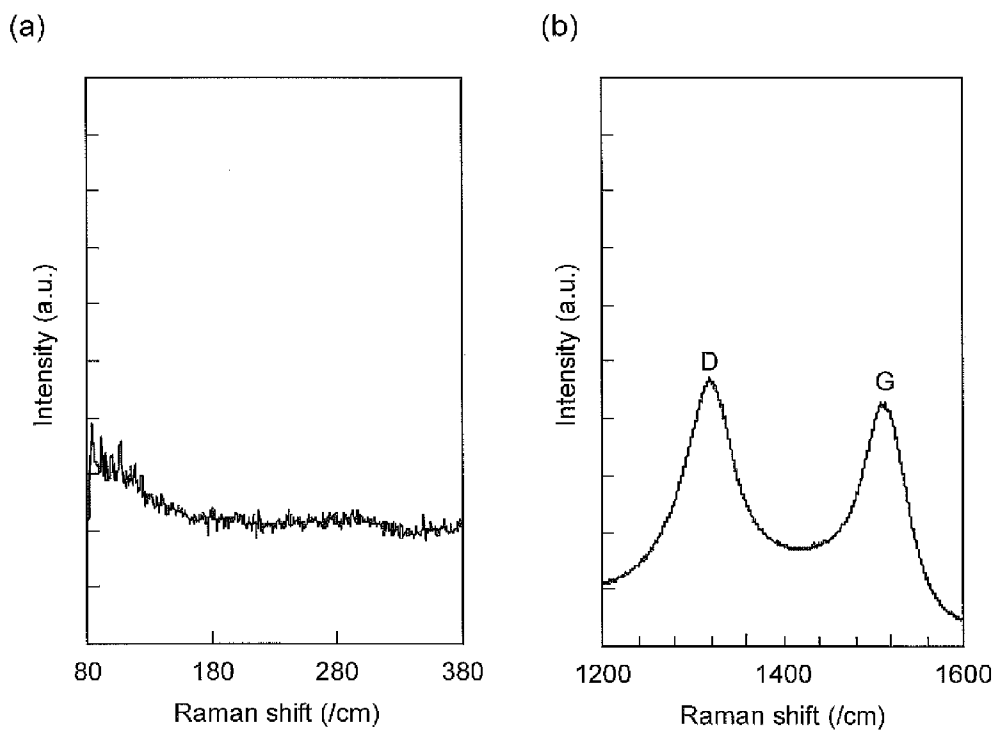 (a)
(b)
Intensity (a.u.)
80 180 280 380
Raman shift (/cm)
Intensity (a.u.)
D
G
1200 1400 1600
Raman shift (/cm)